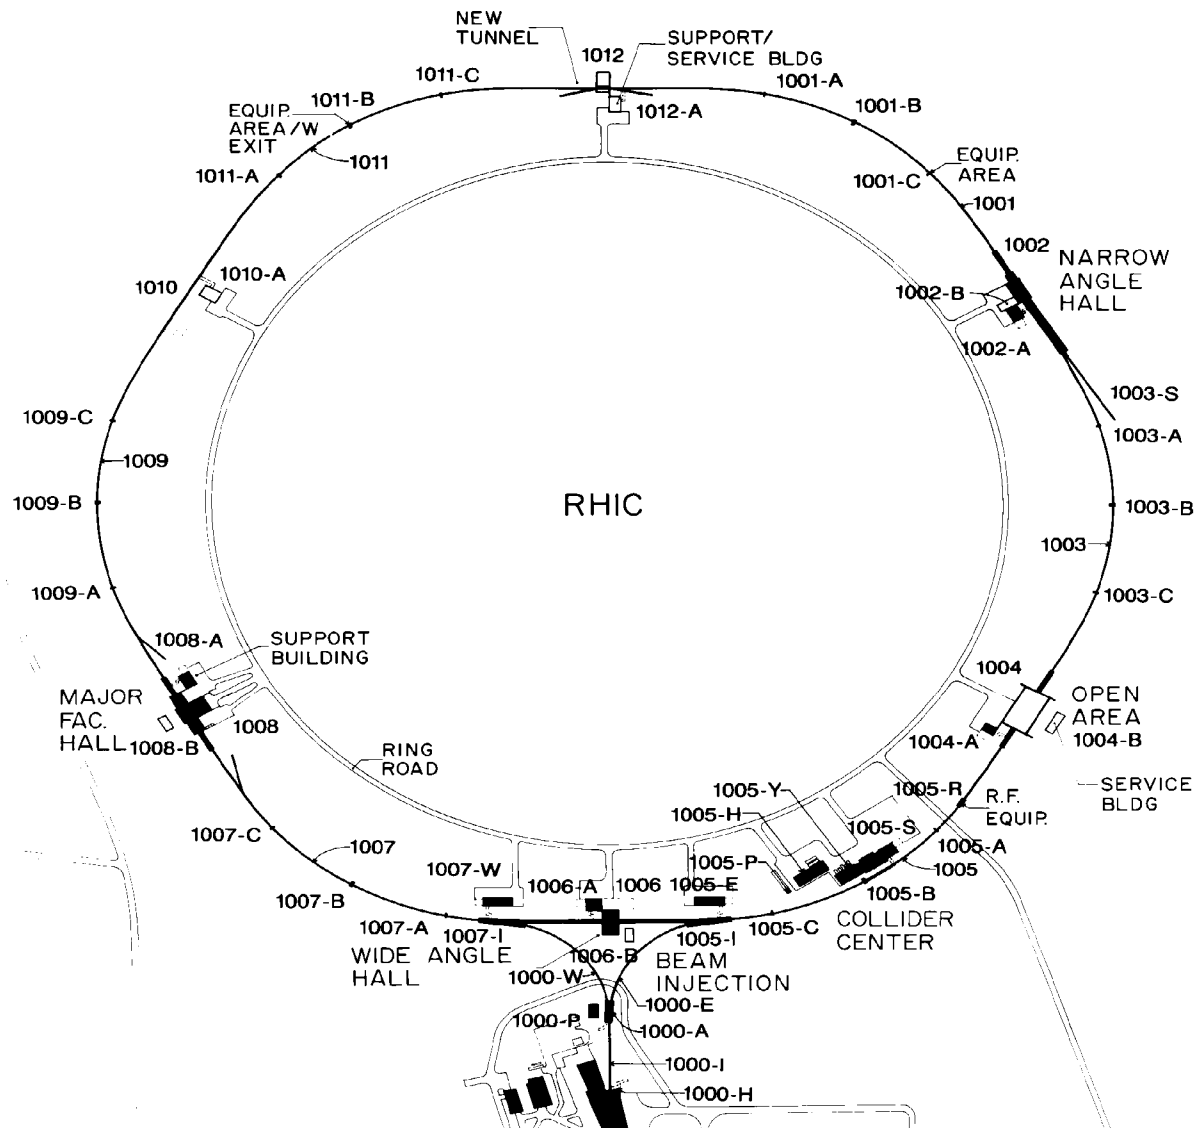 NEW
TUNNEL
1012
SUPPORT/
SERVICE BLDG
1011-C
1001-A
EQUIP.
AREA/W
EXIT
1011-B
1012-A
1001-B
1011
EQUIP.
AREA
1011-A
1001-C
1001
1002
NARROW
ANGLE
HALL
1010
1010-A
1002-B
1002-A
1003-S
1009-C
1003-A
1009
1009-B
RHIC
1003-B
1003
1009-A
1003-C
1008-A
SUPPORT
BUILDING
1004
MAJOR
FAC.
HALL
1008-B
1008
OPEN
AREA
1004-B
1004-A
RING
ROAD
1005-Y
1005-R
R.F.
EQUIP.
SERVICE
BLDG
1005-H
1007-C
1005-S
1005-A
1007
1007-W
1005-P
1005
1007-B
1006-A
1006
1005-E
1005-B
1007-A
1007-I
1005-I
1005-C
COLLIDER
CENTER
WIDE ANGLE
HALL
1006-B
BEAM
INJECTION
1000-W
1000-E
1000-P
1000-A
1000-I
1000-H